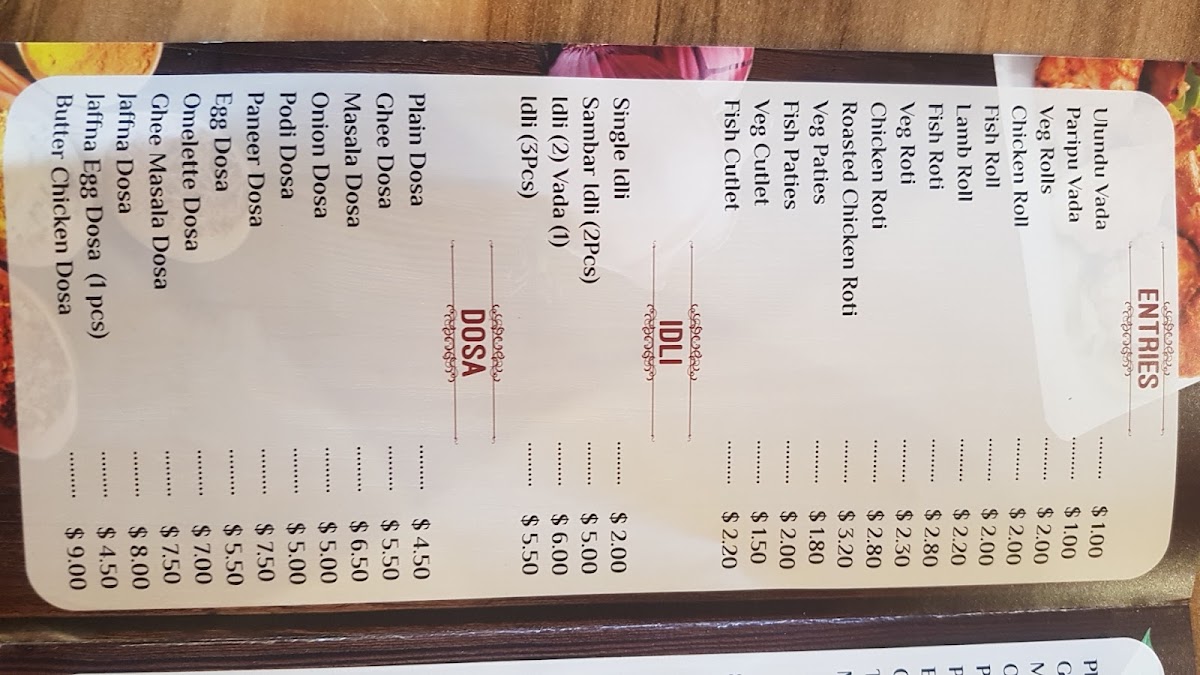 ENTRIES
Ulundu Vada ........ $ 1.00
Paripu Vada ........ $ 1.00
Veg Rolls ........ $ 2.00
Chicken Roll ........ $ 2.00
Fish Roll ........ $ 2.00
Lamb Roll ........ $ 2.20
Fish Roti ........ $ 2.80
Veg Roti ........ $ 2.30
Chicken Roti ........ $ 2.80
Roasted Chicken Roti ........ $ 3.20
Veg Paties ........ $ 1.80
Fish Paties ........ $ 2.00
Veg Cutlet ........ $ 1.50
Fish Cutlet ........ $ 2.20
IDLI
Single Idli ........ $ 2.00
Sambar Idli (2Pcs) ........ $ 5.00
Idli (2) Vada (1) ........ $ 6.00
Idli (3Pcs) ........ $ 5.50
DOSA
Plain Dosa ........ $ 4.50
Ghee Dosa ........ $ 5.50
Masala Dosa ........ $ 6.50
Onion Dosa ........ $ 5.00
Podi Dosa ........ $ 5.00
Paneer Dosa ........ $ 7.50
Egg Dosa ........ $ 5.50
Omelette Dosa ........ $ 7.00
Ghee Masala Dosa ........ $ 7.50
Jaffna Dosa ........ $ 8.00
Jaffna Egg Dosa (1 pcs) ........ $ 4.50
Butter Chicken Dosa ........ $ 9.00